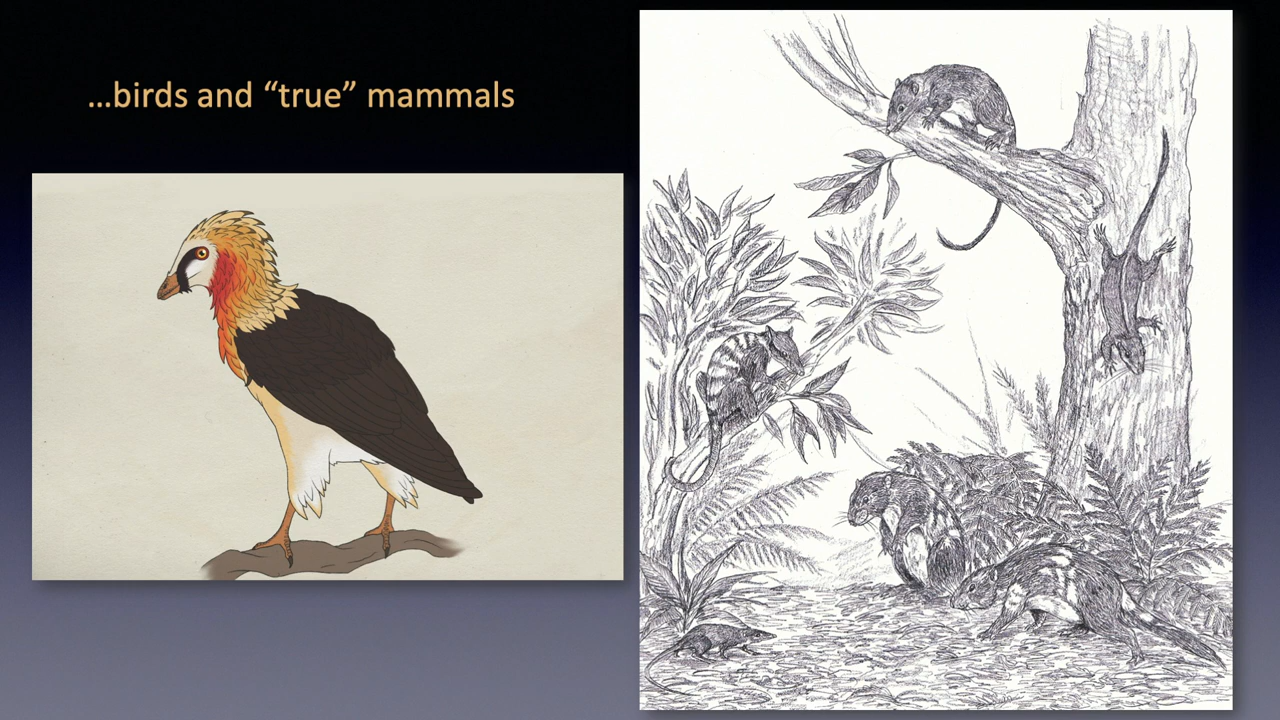 ...birds and “true” mammals